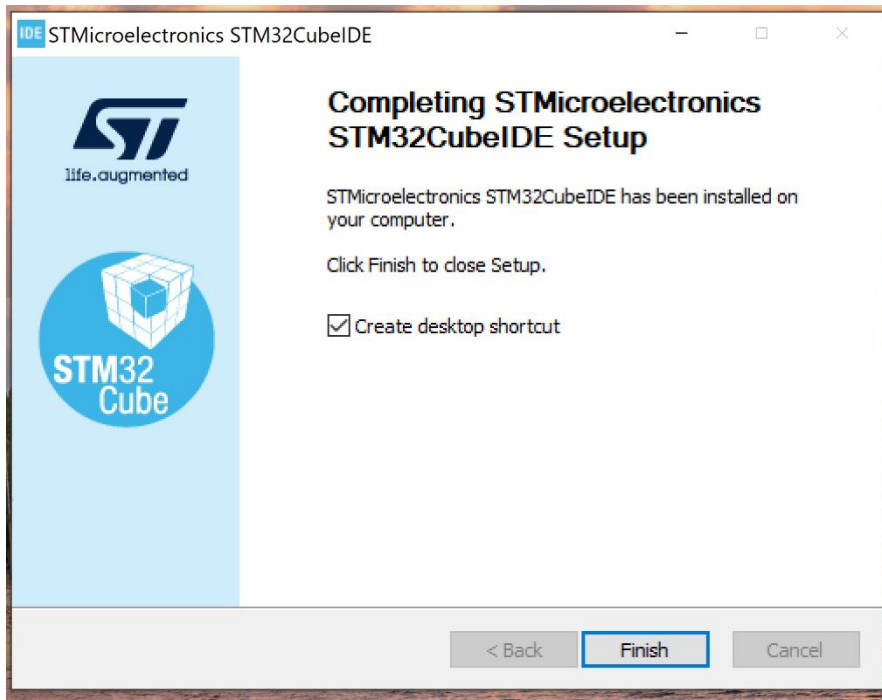 IDE STMicroelectronics STM32CubeIDE
ST
life.augmented
STM32
Cube
Completing STMicroelectronics
STM32CubeIDE Setup
STMicroelectronics STM32CubeIDE has been installed on
your computer.
Click Finish to close Setup.
Create desktop shortcut
< Back Finish Cancel